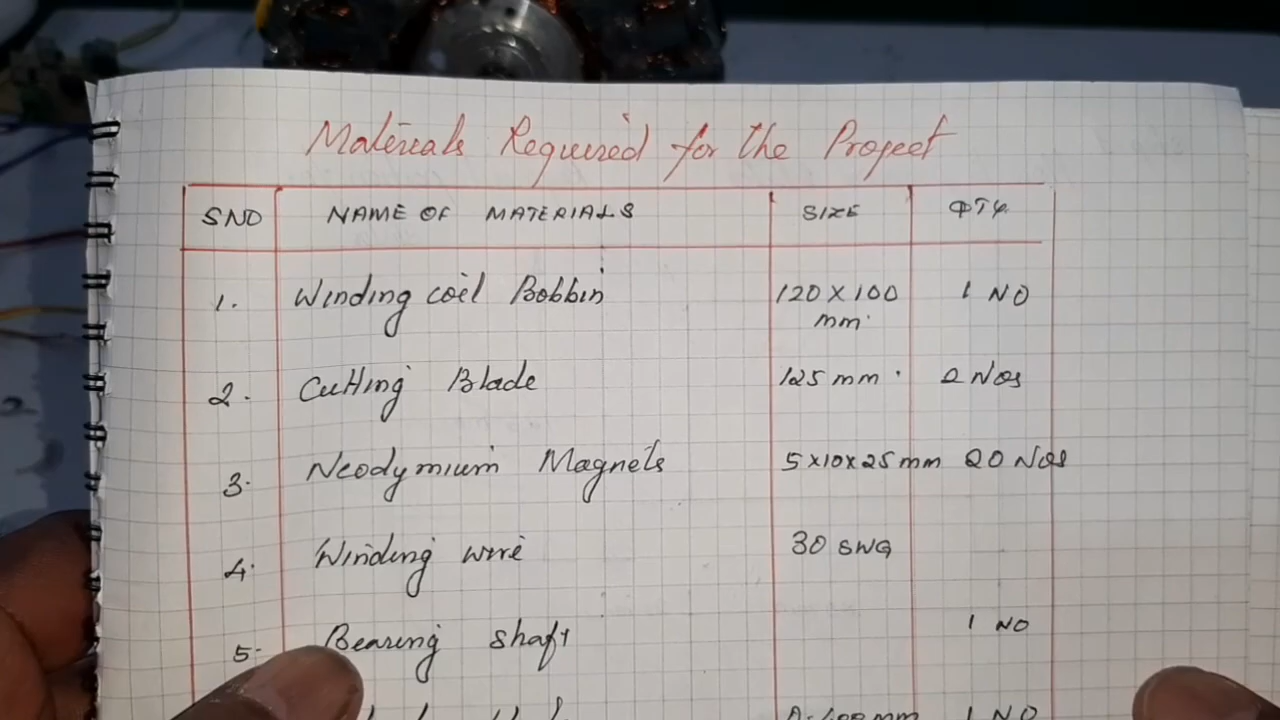 Materials Required for the Project
SNO NAME OF MATERIALS SIZE QTY.
1. Winding coil Bobbin 120 X 100 1 NO
mm.
2. Cutting Blade 125 mm. 2 Nos
3. Neodymium Magnets 5x10x25 mm 20 Nos
4. Winding wire 30 SWG
5. Bearing shaft 1 NO
1 NO